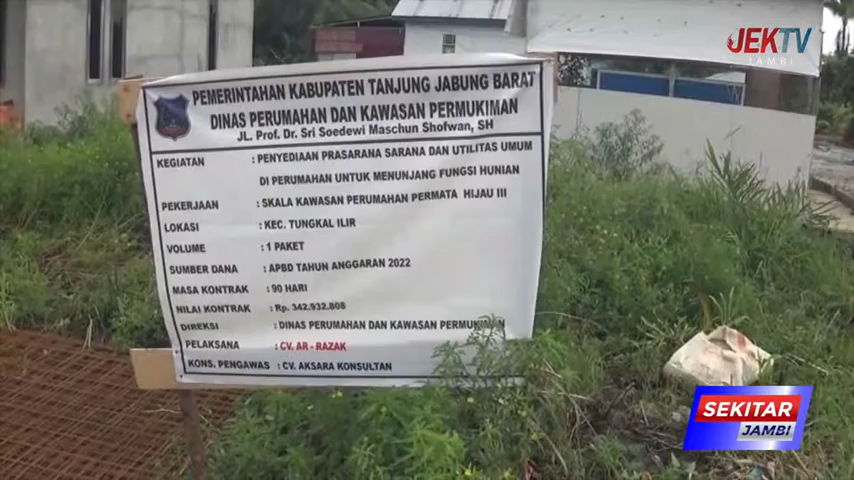 JEKTV
JAMBI
PEMERINTAHAN KABUPATEN TANJUNG JABUNG BARAT
DINAS PERUMAHAN DAN KAWASAN PERMUKIMAN
JL. Prof. Dr. Sri Soedewi Maschun Shofwan, SH
KEGIATAN : PENYEDIAAN PRASARANA SARANA DAN UTILITAS UMUM
DI PERUMAHAN UNTUK MENUNJANG FUNGSI HUNIAN
PEKERJAAN : SKALA KAWASAN PERUMAHAN PERMATA HIJAU III
LOKASI : KEC. TUNGKAL ILIR
VOLUME : 1 PAKET
SUMBER DANA : APBD TAHUN ANGGARAN 2022
MASA KONTRAK : 90 HARI
NILAI KONTRAK : Rp. 342.932.808
DIREKSI : DINAS PERUMAHAN DAN KAWASAN PERMUKIMAN
PELAKSANA : CV. AR- RAZAK
KONS. PENGAWAS : CV. AKSARA KONSULTAN
SEKITAR
JAMBI